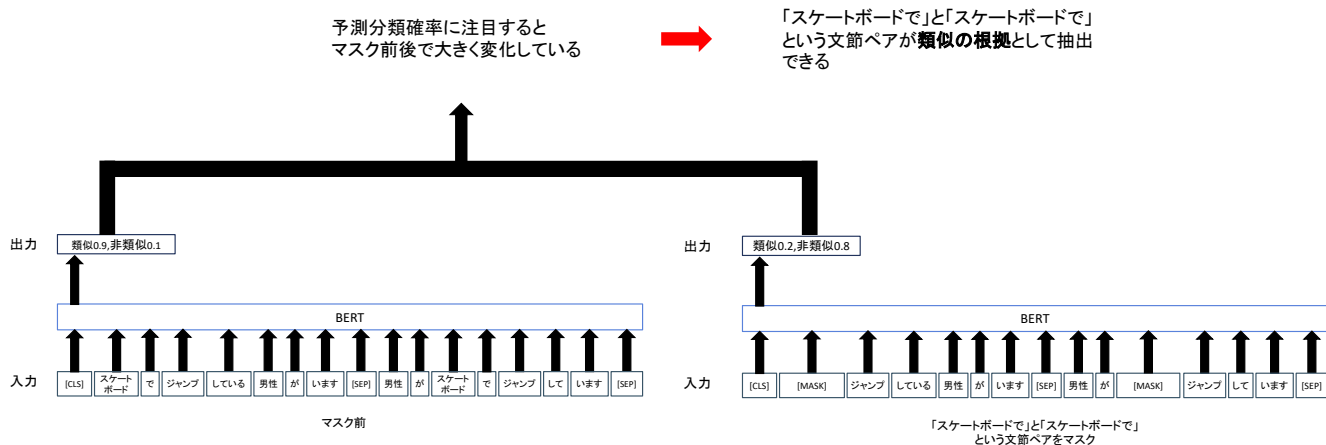 予測分類確率に注目すると
マスク前後で大きく変化している
「スケートボードで」と「スケートボードで」
という文節ペアが類似の根拠として抽出
できる
出力
類似0.9,非類似0.1
BERT
入力
[CLS] スケートボード で ジャンプ している 男性 が います [SEP] 男性 が スケートボード で ジャンプ して います [SEP]
マスク前
出力
類似0.2,非類似0.8
BERT
入力
[CLS] [MASK] ジャンプ している 男性 が います [SEP] 男性 が [MASK] ジャンプ して います [SEP]
「スケートボードで」と「スケートボードで」
という文節ペアをマスク